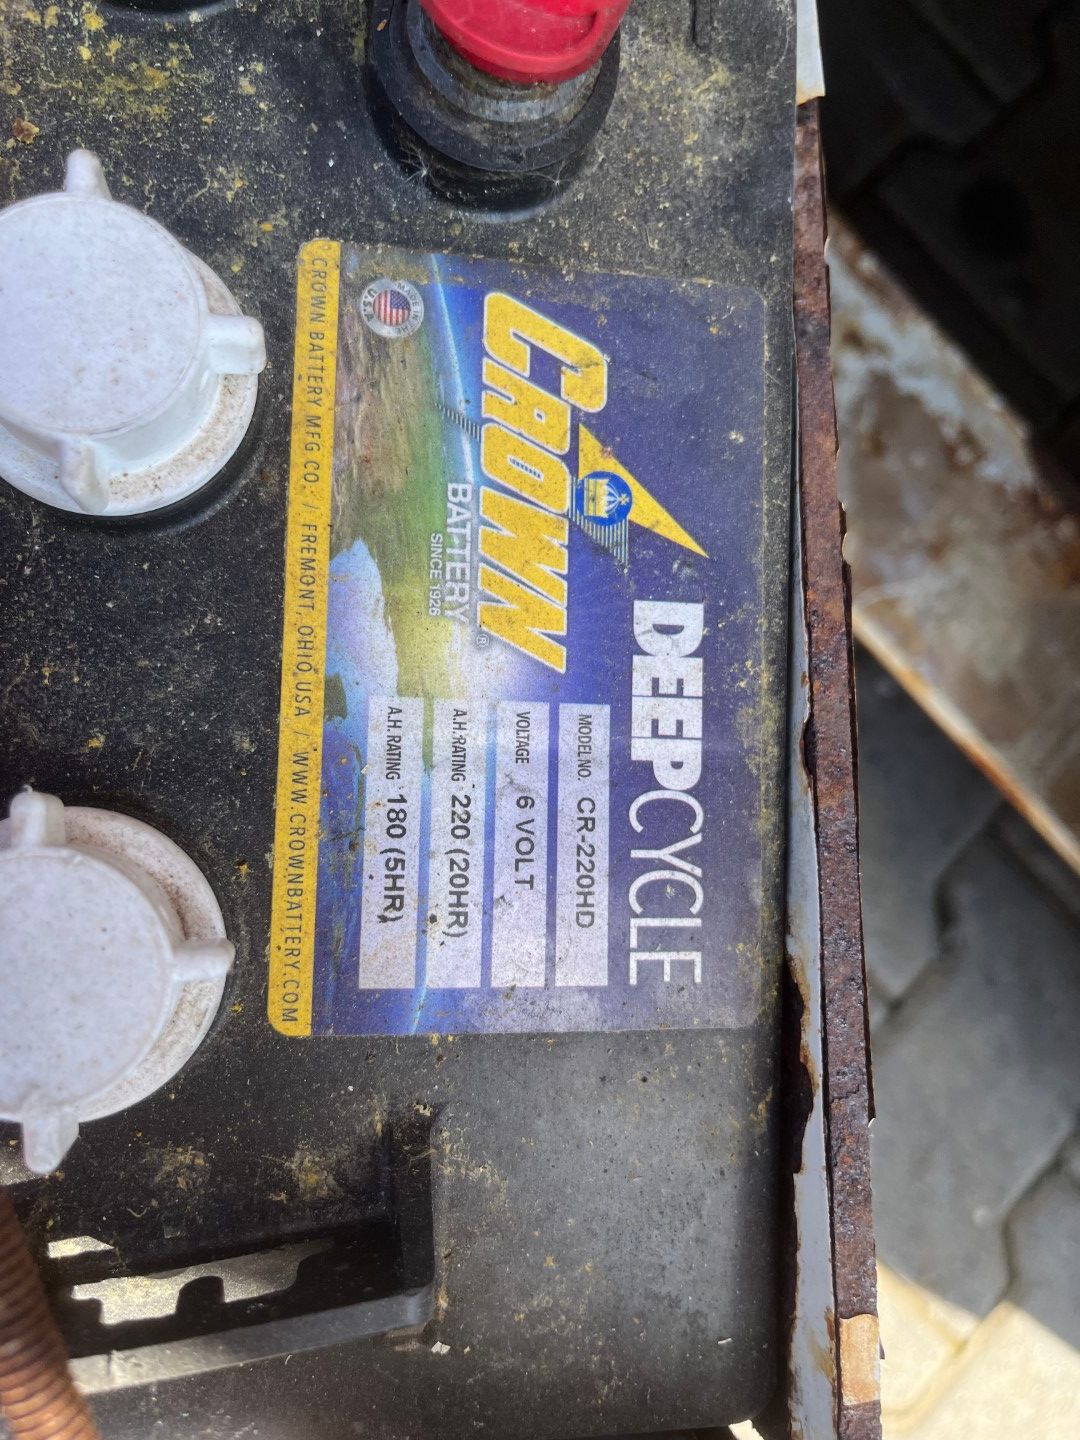 DEEPCYCLE
CROWN
BATTERY®
SINCE 1926
MADE IN THE
U.S.A.
MODEL NO. CR-220HD
VOLTAGE 6 VOLT
A.H. RATING 220 (20HR)
A.H. RATING 180 (5HR)
CROWN BATTERY MFG CO. / FREMONT, OHIO, USA / WWW.CROWNBATTERY.COM